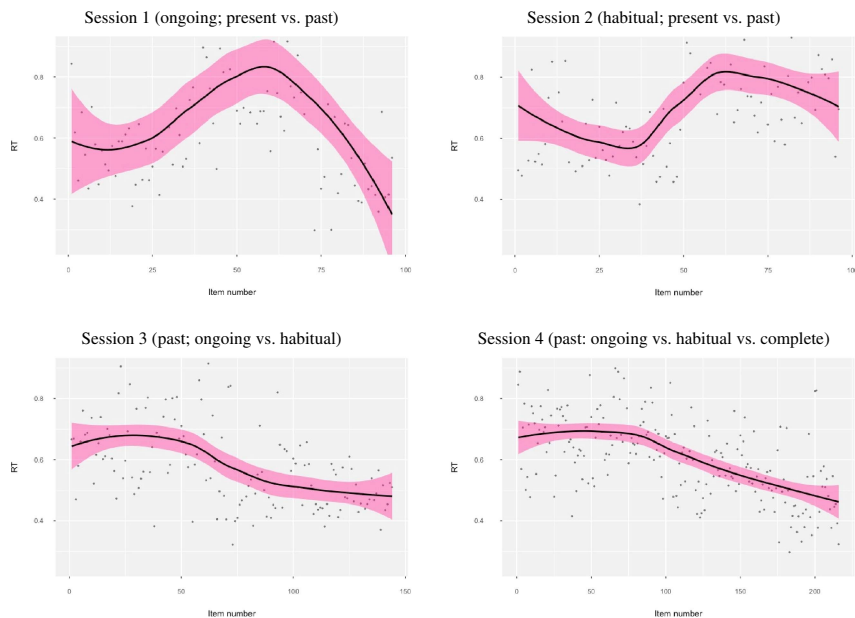 Session 1 (ongoing; present vs. past)
Session 2 (habitual; present vs. past)
0.8
0.6
0.4
RT
0
25
50
75
100
Item number
0.8
0.6
0.4
RT
0
25
50
75
100
Item number
Session 3 (past; ongoing vs. habitual)
Session 4 (past: ongoing vs. habitual vs. complete)
0.8
0.6
0.4
RT
0
50
100
150
Item number
0.8
0.6
0.4
RT
0
50
100
150
200
Item number